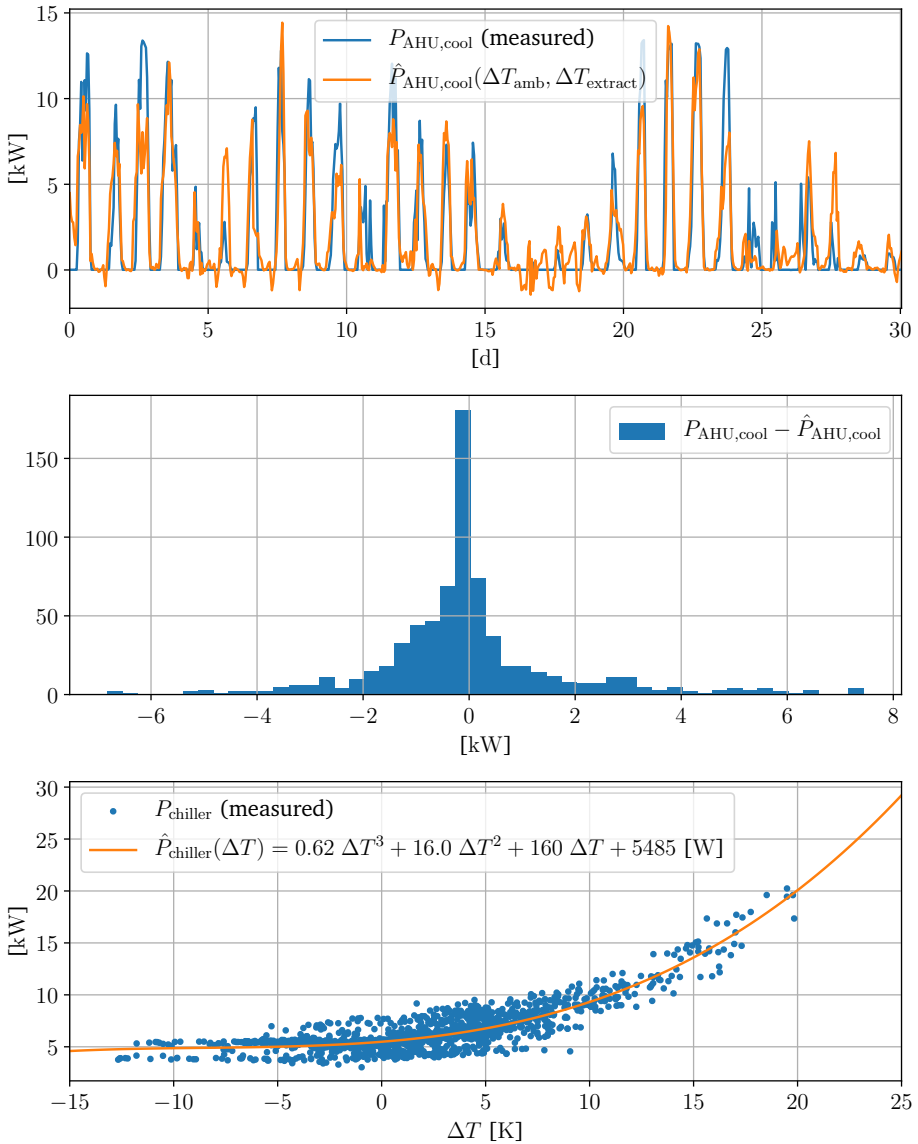 15
10
5
0
[kW]
P_AHU,cool (measured)
P̂_AHU,cool(ΔT_amb, ΔT_extract)
0 5 10 15 20 25 30
[d]
150
100
50
0
P_AHU,cool − P̂_AHU,cool
−6 −4 −2 0 2 4 6 8
[kW]
30
25
20
15
10
5
[kW]
P_chiller (measured)
P̂_chiller(ΔT) = 0.62 ΔT³ + 16.0 ΔT² + 160 ΔT + 5485 [W]
−15 −10 −5 0 5 10 15 20 25
ΔT [K]